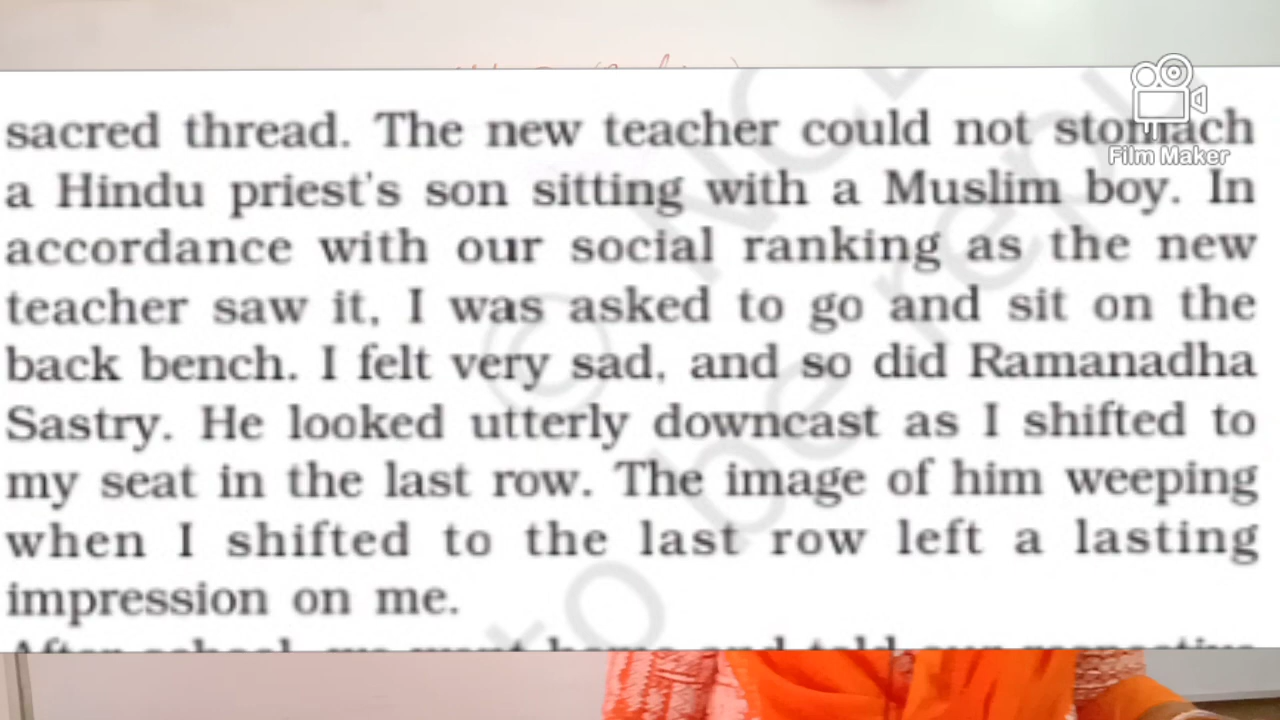 sacred thread. The new teacher could not stomach
Film Maker
a Hindu priest's son sitting with a Muslim boy. In
accordance with our social ranking as the new
teacher saw it, I was asked to go and sit on the
back bench. I felt very sad, and so did Ramanadha
Sastry. He looked utterly downcast as I shifted to
my seat in the last row. The image of him weeping
when I shifted to the last row left a lasting
impression on me.
to be re